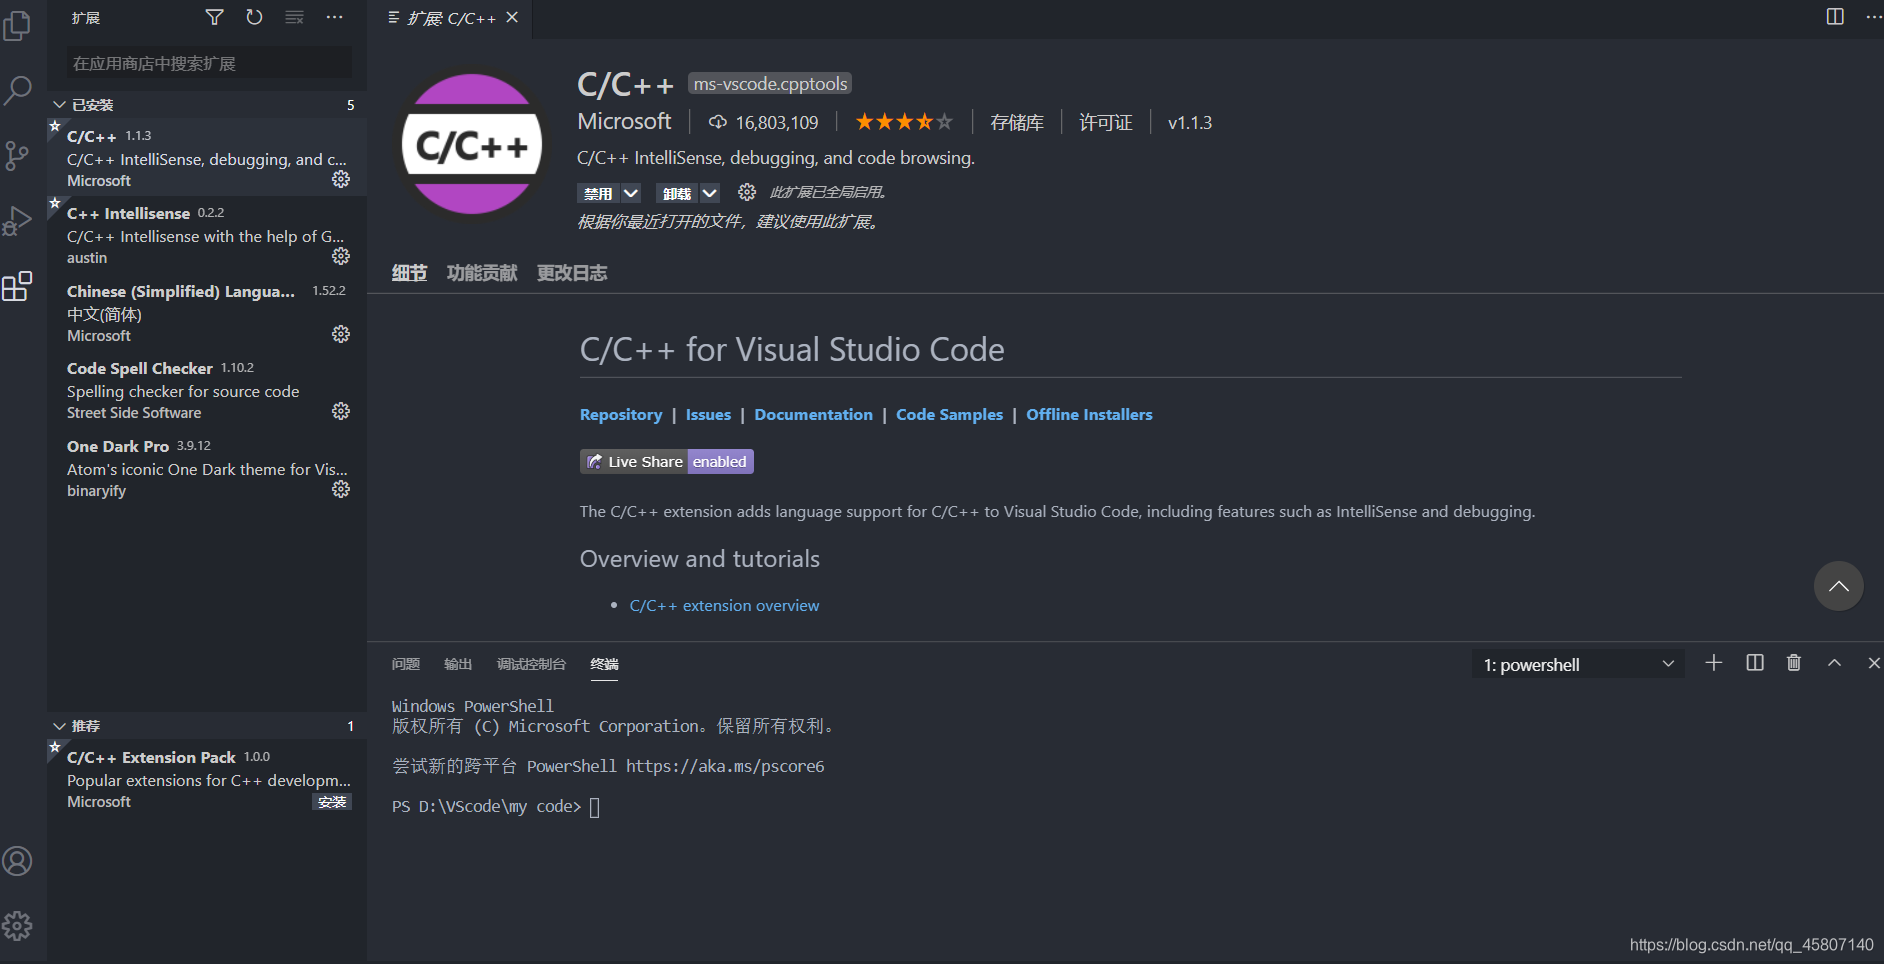 扩展
在应用商店中搜索扩展
已安装 5
C/C++ 1.1.3
C/C++ IntelliSense, debugging, and c...
Microsoft
C++ Intellisense 0.2.2
C/C++ Intellisense with the help of G...
austin
Chinese (Simplified) Langua... 1.52.2
中文(简体)
Microsoft
Code Spell Checker 1.10.2
Spelling checker for source code
Street Side Software
One Dark Pro 3.9.12
Atom's iconic One Dark theme for Vis...
binaryify
推荐 1
C/C++ Extension Pack 1.0.0
Popular extensions for C++ developm...
Microsoft 安装
扩展: C/C++
C/C++
C/C++ ms-vscode.cpptools
Microsoft 16,803,109 存储库 许可证 v1.1.3
C/C++ IntelliSense, debugging, and code browsing.
禁用 卸载 此扩展已全局启用。
根据你最近打开的文件，建议使用此扩展。
细节 功能贡献 更改日志
C/C++ for Visual Studio Code
Repository | Issues | Documentation | Code Samples | Offline Installers
Live Share enabled
The C/C++ extension adds language support for C/C++ to Visual Studio Code, including features such as IntelliSense and debugging.
Overview and tutorials
• C/C++ extension overview
问题 输出 调试控制台 终端 1: powershell
Windows PowerShell
版权所有 (C) Microsoft Corporation。保留所有权利。
尝试新的跨平台 PowerShell https://aka.ms/pscore6
PS D:\VScode\my code>
https://blog.csdn.net/qq_45807140